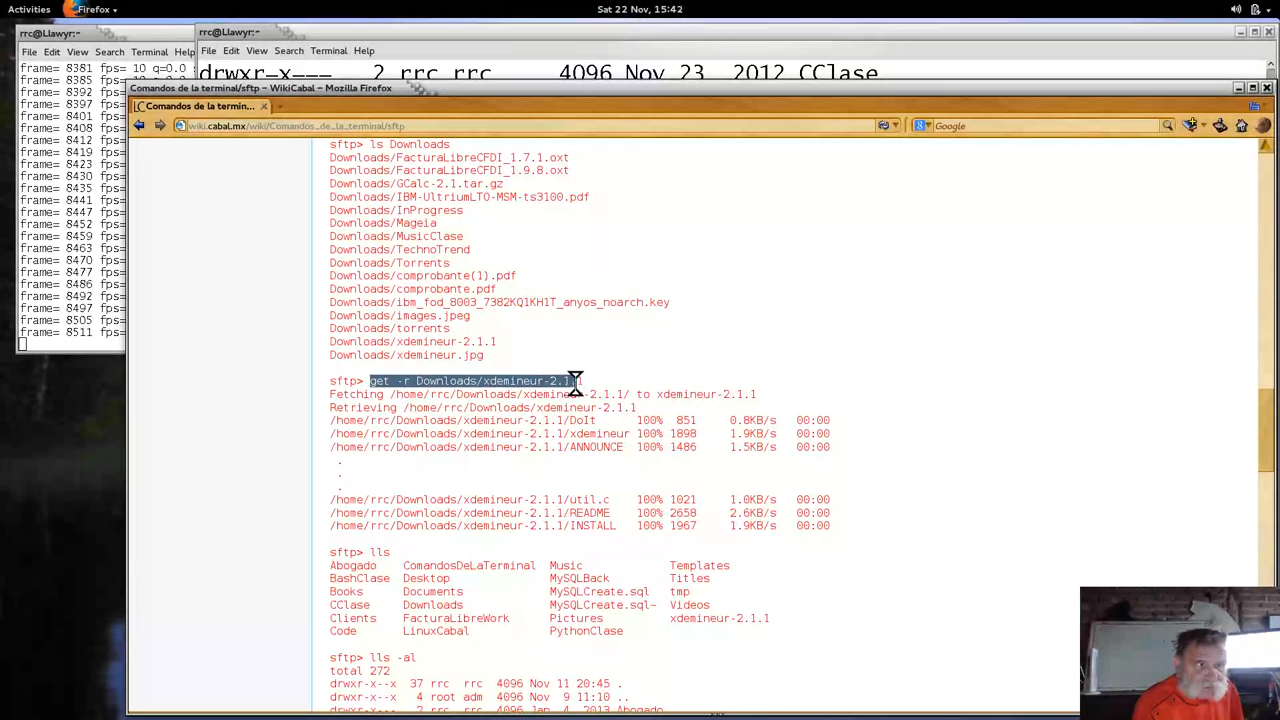 Activities Firefox Sat 22 Nov, 15:42
rrc@Llawyr:~
rrc@Llawyr:~
File Edit View Search Terminal Help
File Edit View Search Terminal Help
drwxr-x--- 2 rrc rrc 4096 Nov 23 2012 CClase
frame= 8381 fps= 10 q=0.0
frame= 8385 fps=
frame= 8392 fps=
frame= 8397 fps=
frame= 8401 fps=
frame= 8408 fps=
frame= 8412 fps=
frame= 8419 fps=
frame= 8423 fps=
frame= 8430 fps=
frame= 8435 fps=
frame= 8441 fps=
frame= 8447 fps=
frame= 8452 fps=
frame= 8459 fps=
frame= 8463 fps=
frame= 8470 fps=
frame= 8477 fps=
frame= 8486 fps=
frame= 8492 fps=
frame= 8497 fps=
frame= 8505 fps=
frame= 8511 fps=
Comandos de la terminal/sftp – WikiCabal – Mozilla Firefox
Comandos de la termin...
wiki.cabal.mx/wiki/Comandos_de_la_terminal/sftp
Google
sftp> ls Downloads
Downloads/FacturaLibreCFDI_1.7.1.oxt
Downloads/FacturaLibreCFDI_1.9.8.oxt
Downloads/GCalc-2.1.tar.gz
Downloads/IBM-UltriumLTO-MSM-ts3100.pdf
Downloads/InProgress
Downloads/Mageia
Downloads/MusicClase
Downloads/TechnoTrend
Downloads/Torrents
Downloads/comprobante(1).pdf
Downloads/comprobante.pdf
Downloads/ibm_fod_8003_7382KQ1KH1T_anyos_noarch.key
Downloads/images.jpeg
Downloads/torrents
Downloads/xdemineur-2.1.1
Downloads/xdemineur.jpg
sftp> get -r Downloads/xdemineur-2.1.1
Fetching /home/rrc/Downloads/xdemineur-2.1.1/ to xdemineur-2.1.1
Retrieving /home/rrc/Downloads/xdemineur-2.1.1
/home/rrc/Downloads/xdemineur-2.1.1/DoIt 100% 851 0.8KB/s 00:00
/home/rrc/Downloads/xdemineur-2.1.1/xdemineur 100% 1898 1.9KB/s 00:00
/home/rrc/Downloads/xdemineur-2.1.1/ANNOUNCE 100% 1486 1.5KB/s 00:00
.
.
.
/home/rrc/Downloads/xdemineur-2.1.1/util.c 100% 1021 1.0KB/s 00:00
/home/rrc/Downloads/xdemineur-2.1.1/README 100% 2658 2.6KB/s 00:00
/home/rrc/Downloads/xdemineur-2.1.1/INSTALL 100% 1967 1.9KB/s 00:00
sftp> lls
Abogado ComandosDeLaTerminal Music Templates
BashClase Desktop MySQLBack Titles
Books Documents MySQLCreate.sql tmp
CClase Downloads MySQLCreate.sql~ Videos
Clients FacturaLibreWork Pictures xdemineur-2.1.1
Code LinuxCabal PythonClase
sftp> lls -al
total 272
drwxr-x--x 37 rrc rrc 4096 Nov 11 20:45 .
drwxr-x--x 4 root adm 4096 Nov 9 11:10 ..
drwxr-x--- 2 rrc rrc 4096 Jan 4 2013 Abogado